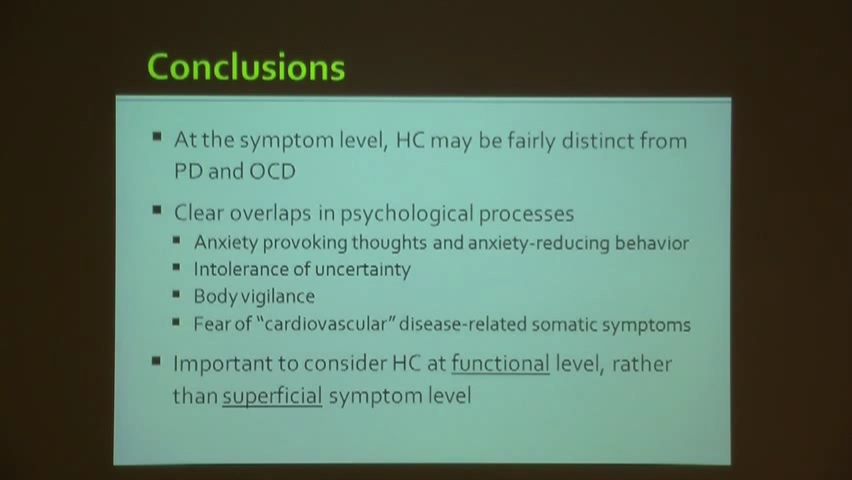 Conclusions
▪ At the symptom level, HC may be fairly distinct from
PD and OCD
▪ Clear overlaps in psychological processes
▪ Anxiety provoking thoughts and anxiety-reducing behavior
▪ Intolerance of uncertainty
▪ Body vigilance
▪ Fear of “cardiovascular” disease-related somatic symptoms
▪ Important to consider HC at functional level, rather
than superficial symptom level